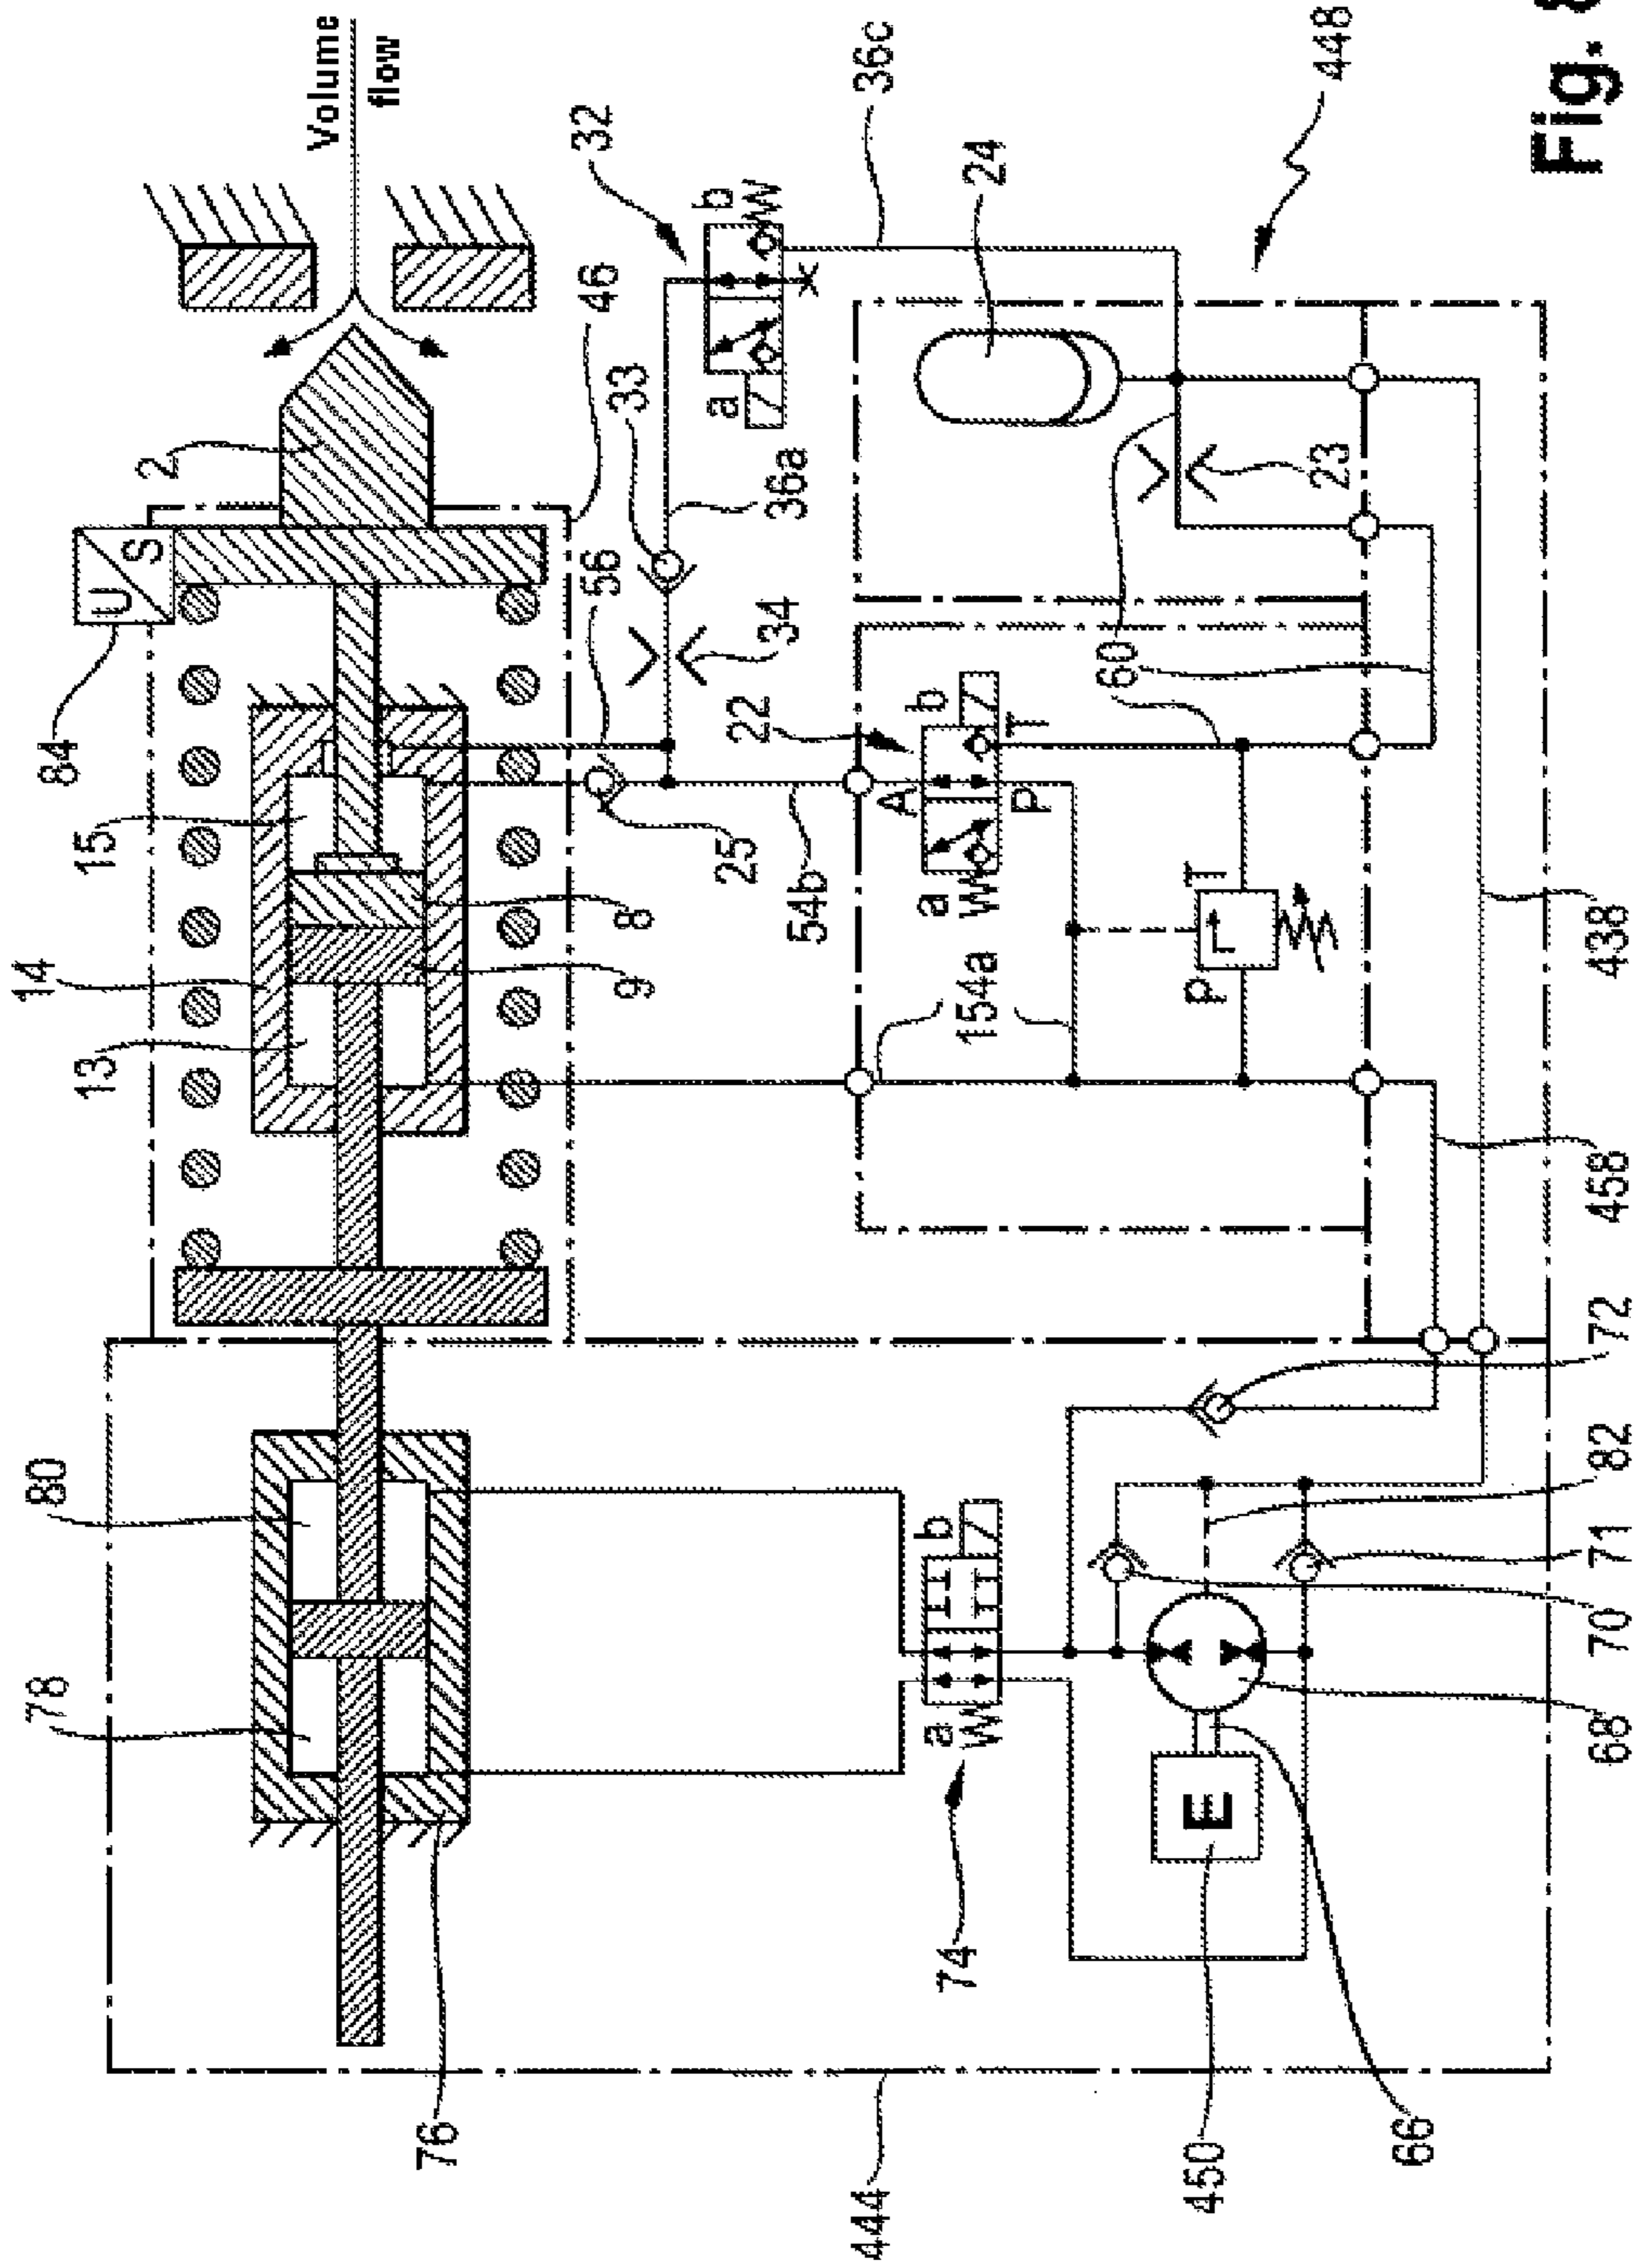 Volume
flow
32
b
W
a
X
36c
24
448
Fig. 8
2
46
33
36a
56
34
23
60
S
U
84
22
b
T
A
P
a
W
25
54b
15
8
14
9
13
154a
P
T
438
458
80
72
82
78
a
b
W
71
70
68
74
E
76
66
450
444